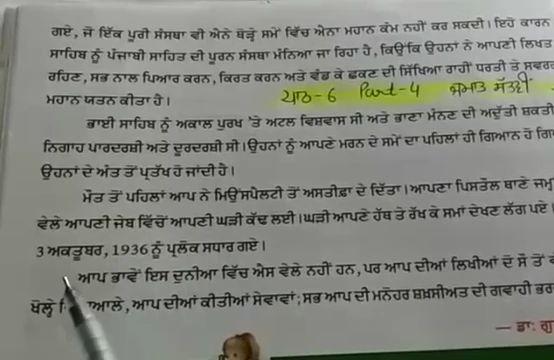 ਗਏ, ਜੋ ਇੱਕ ਪੂਰੀ ਸੰਸਥਾ ਵੀ ਐਨੇ ਥੋੜ੍ਹੇ ਸਮੇਂ ਵਿੱਚ ਐਨਾ ਮਹਾਨ ਕੰਮ ਨਹੀਂ ਕਰ ਸਕਦੀ। ਇਹੋ ਕਾਰਨ
ਸਾਹਿਬ ਨੂੰ ਪੰਜਾਬੀ ਸਾਹਿਤ ਦੀ ਪੂਰਨ ਸੰਸਥਾ ਮੰਨਿਆ ਜਾ ਰਿਹਾ ਹੈ, ਕਿਉਂਕਿ ਉਹਨਾਂ ਨੇ ਆਪਣੀ ਲਿਖਤ
ਰਹਿਣ, ਸਭ ਨਾਲ ਪਿਆਰ ਕਰਨ, ਕਿਰਤ ਕਰਨ ਅਤੇ ਵੰਡ ਕੇ ਛਕਣ ਦੀ ਸਿੱਖਿਆ ਰਾਹੀਂ ਧਰਤੀ ਤੇ ਸਵਰਗ
ਮਹਾਨ ਯਤਨ ਕੀਤਾ ਹੈ। ਪਾਠ-6 Part-4 ਜਮਾਤ ਸੱਤਵੀਂ
ਭਾਈ ਸਾਹਿਬ ਨੂੰ ਅਕਾਲ ਪੁਰਖ 'ਤੇ ਅਟਲ ਵਿਸ਼ਵਾਸ ਸੀ ਅਤੇ ਭਾਣਾ ਮੰਨਣ ਦੀ ਅਦੁੱਤੀ ਸ਼ਕਤੀ
ਨਿਗਾਹ ਪਾਰਦਰਸ਼ੀ ਅਤੇ ਦੂਰਦਰਸ਼ੀ ਸੀ। ਉਹਨਾਂ ਨੂੰ ਆਪਣੇ ਮਰਨ ਦੇ ਸਮੇਂ ਦਾ ਪਹਿਲਾਂ ਹੀ ਗਿਆਨ ਹੋ
ਉਹਨਾਂ ਦੇ ਅੰਤ ਤੋਂ ਪ੍ਰਤੱਖ ਹੋ ਜਾਂਦੀ ਹੈ।
ਮੌਤ ਤੋਂ ਪਹਿਲਾਂ ਆਪ ਨੇ ਮਿਉਂਸਪੈਲਟੀ ਤੋਂ ਅਸਤੀਫ਼ਾ ਦੇ ਦਿੱਤਾ। ਆਪਣਾ ਪਿਸਤੌਲ ਥਾਣੇ
ਵੇਲੇ ਆਪਣੀ ਜੇਬ ਵਿੱਚੋਂ ਆਪਣੀ ਘੜੀ ਕੱਢ ਲਈ। ਘੜੀ ਆਪਣੇ ਹੱਥ ਤੇ ਰੱਖ ਕੇ ਸਮਾਂ ਦੇਖਣ ਲੱਗ ਪਏ।
3 ਅਕਤੂਬਰ, 1936 ਨੂੰ ਪ੍ਰਲੋਕ ਸਧਾਰ ਗਏ।
ਆਪ ਭਾਵੇਂ ਇਸ ਦੁਨੀਆ ਵਿੱਚ ਐਸ ਵੇਲੇ ਨਹੀਂ ਹਨ, ਪਰ ਆਪ ਦੀਆਂ ਲਿਖੀਆਂ ਦੋ ਸੌ ਤੋਂ
ਖੋਲ੍ਹੇ ਆਪ ਦੀਆਂ ਕੀਤੀਆਂ ਸੇਵਾਵਾਂ; ਸਭ ਆਪ ਦੀ ਮਨੋਹਰ ਸ਼ਖ਼ਸੀਅਤ ਦੀ ਗਵਾਹੀ
— ਡਾ: ਗੁ